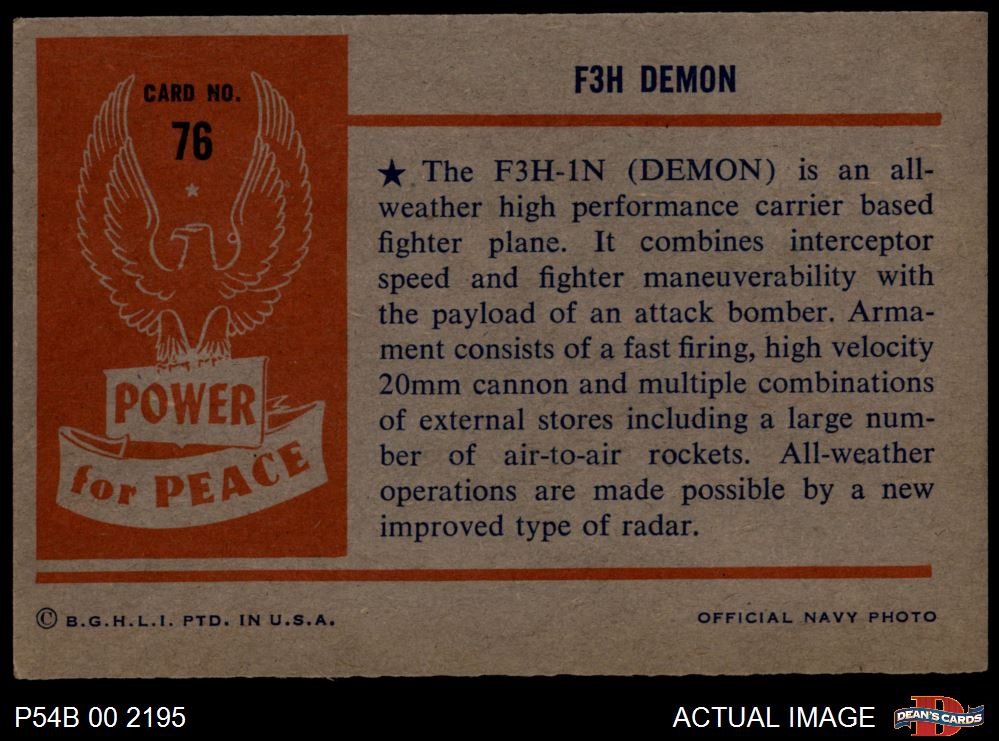 CARD NO.
76
POWER
for PEACE
F3H DEMON
★ The F3H-1N (DEMON) is an all-
weather high performance carrier based
fighter plane. It combines interceptor
speed and fighter maneuverability with
the payload of an attack bomber. Arma-
ment consists of a fast firing, high velocity
20mm cannon and multiple combinations
of external stores including a large num-
ber of air-to-air rockets. All-weather
operations are made possible by a new
improved type of radar.
© B.G.H.L.I. PTD. IN U.S.A.
OFFICIAL NAVY PHOTO
P54B 00 2195
ACTUAL IMAGE
D
DEAN'S CARDS